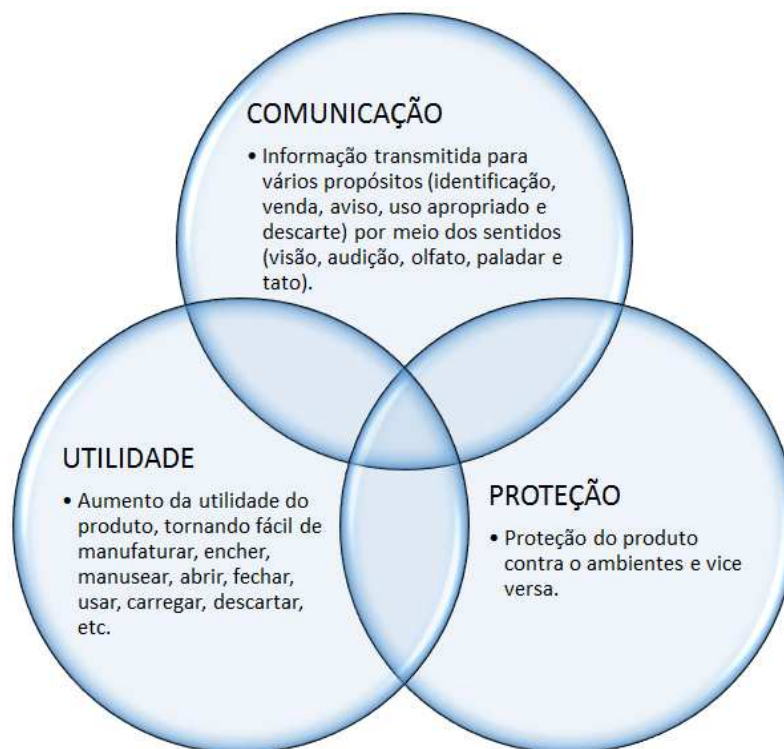 COMUNICAÇÃO
• Informação transmitida para
vários propósitos (identificação,
venda, aviso, uso apropriado e
descarte) por meio dos sentidos
(visão, audição, olfato, paladar e
tato).
UTILIDADE
• Aumento da utilidade do
produto, tornando fácil de
manufaturar, encher,
manusear, abrir, fechar,
usar, carregar, descartar,
etc.
PROTEÇÃO
• Proteção do produto
contra o ambientes e vice
versa.